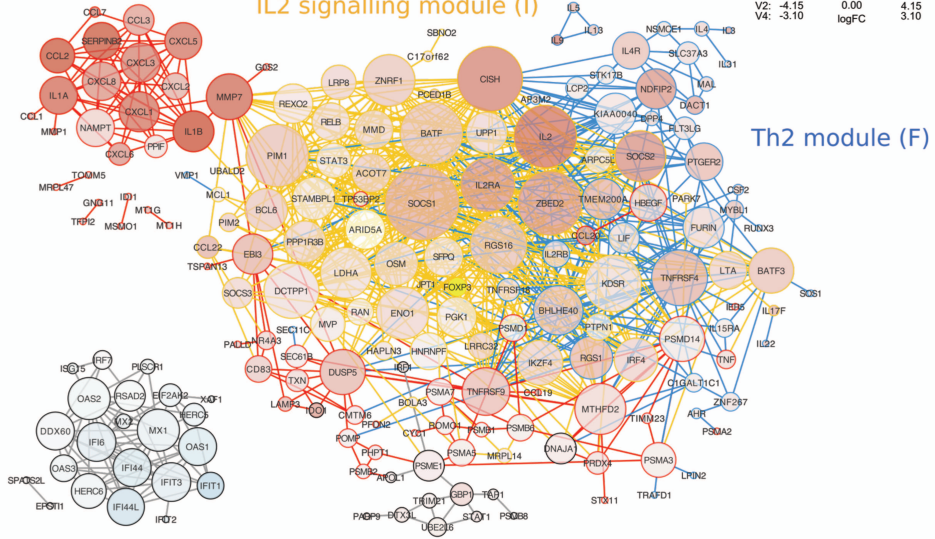 IL2 signalling module (I)
V2: -4.15 0.00 4.15
V4: -3.10 logFC 3.10
Th2 module (F)
CCL7
CCL3
SERPINB2
CXCL5
CCL2
CXCL3
CXCL8
CXCL2
IL1A
CXCL1
CCL1
MMP1
NAMPT
IL1B
CXCL6
PPIF
GOS2
MMP7
TOMM5
MRPL47
VMP1
UBALD2
GNG11
TFPI2
ID1
MSMO1
MT1G
MT1H
MCL1
PIM2
CCL22
TSPAN13
EBI3
SOCS3
SBNO2
C17orf62
LRP8
ZNRF1
PCED1B
CISH
AP3M2
REXO2
RELB
MMD
BATF
UPP1
IL2
ARPC5L
PIM1
STAT3
ACOT7
IL2RA
STAMBPL1
TP53BP2
SOCS1
ZBED2
TMEM200A
BCL6
ARID5A
PPP1R3B
RGS16
CCL20
LIF
IL2RB
LDHA
OSM
SFPQ
JPT1
FOXP3
TNFRSF18
KDSR
DCTPP1
RAN
ENO1
PGK1
BHLHE40
PTPN1
MVP
PSMD1
HAPLN3
HNRNPF
LRRC32
IRF1
IKZF4
RGS1
IRF4
PSMD14
IL5
IL13
IL9
IL4R
NSMCE1
IL4
IL3
SLC37A3
IL31
STK17B
LCP2
NDFIP2
MAL
DACT1
KIAA0040
DPP4
FLT3LG
SOCS2
PTGER2
HBEGF
PARK7
CSF2
MYBL1
RUNX3
FURIN
TNFRSF4
LTA
BATF3
SOS1
IL17F
IL15RA
IL22
TNF
C1GALT1C1
ZNF267
AHR
PSMA2
TIMM23
MTHFD2
PSMA3
LPIN2
TRAFD1
PRDX4
STX11
DNAJA
MRPL14
PSMB6
PSMB1
CCL19
TNFRSF9
PSMA7
BOLA3
POMO1
CYC1
PSMA5
PSME1
APOL1
PSMB2
PHPT1
POMP
PFDN2
CMTM6
DUSP5
IDO1
LAMP3
TXN
SEC61B
SEC11C
NR4A3
PALLD
CD83
IRF7
ISG15
PLSCR1
OAS2
RSAD2
EIF2AK2
XAF1
HERC5
DDX60
MX2
MX1
IFI6
OAS1
OAS3
IFI44
IFIT3
IFIT1
HERC6
IFI44L
IFIT2
SPATS2L
EPSTI1
TRIM21
GBP1
TAP1
PARP9
DTX3L
STAT1
PSMB8
UBE2L6